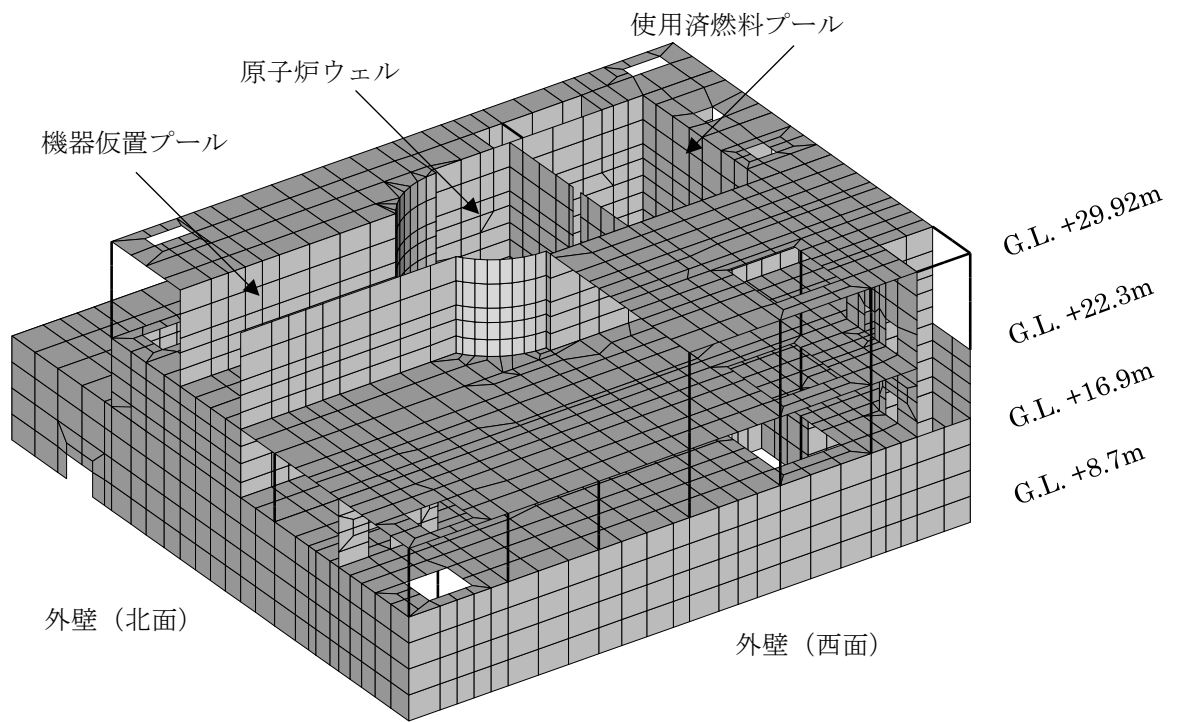 使用済燃料プール
原子炉ウェル
機器仮置プール
G.L. +29.92m
G.L. +22.3m
G.L. +16.9m
G.L. +8.7m
外壁（北面）
外壁（西面）